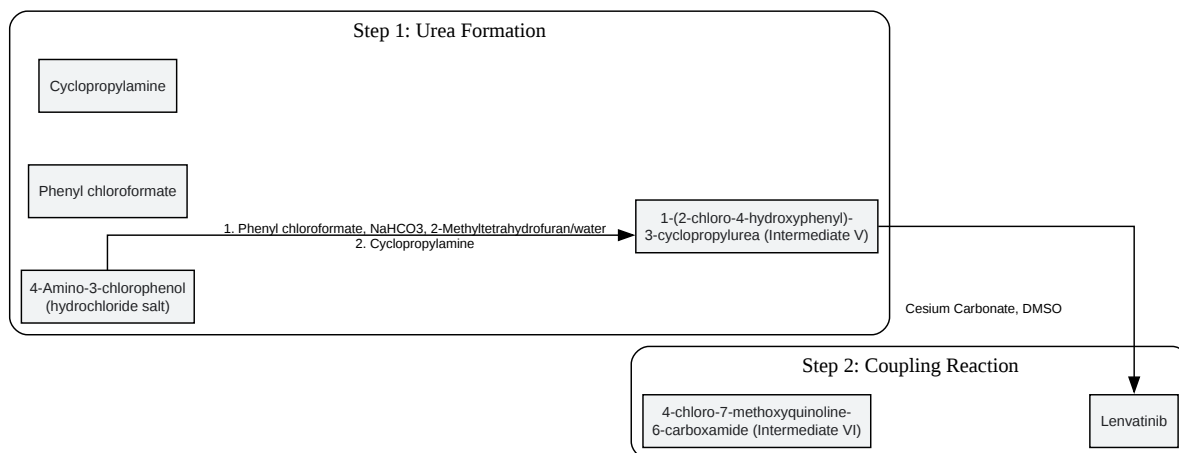 Step 1: Urea Formation
Cyclopropylamine
Phenyl chloroformate
1. Phenyl chloroformate, NaHCO3, 2-Methyltetrahydrofuran/water
2. Cyclopropylamine
1-(2-chloro-4-hydroxyphenyl)-
3-cyclopropylurea (Intermediate V)
4-Amino-3-chlorophenol
(hydrochloride salt)
Cesium Carbonate, DMSO
Step 2: Coupling Reaction
4-chloro-7-methoxyquinoline-
6-carboxamide (Intermediate VI)
Lenvatinib